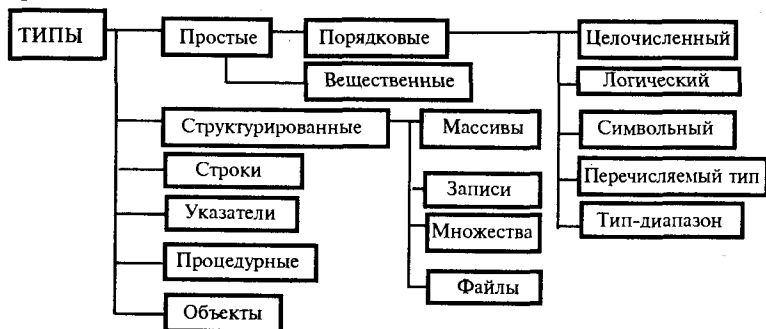 ТИПЫ
Простые
Порядковые
Целочисленный
Вещественные
Логический
Структурированные
Массивы
Символьный
Строки
Записи
Перечисляемый тип
Указатели
Множества
Тип-диапазон
Процедурные
Файлы
Объекты